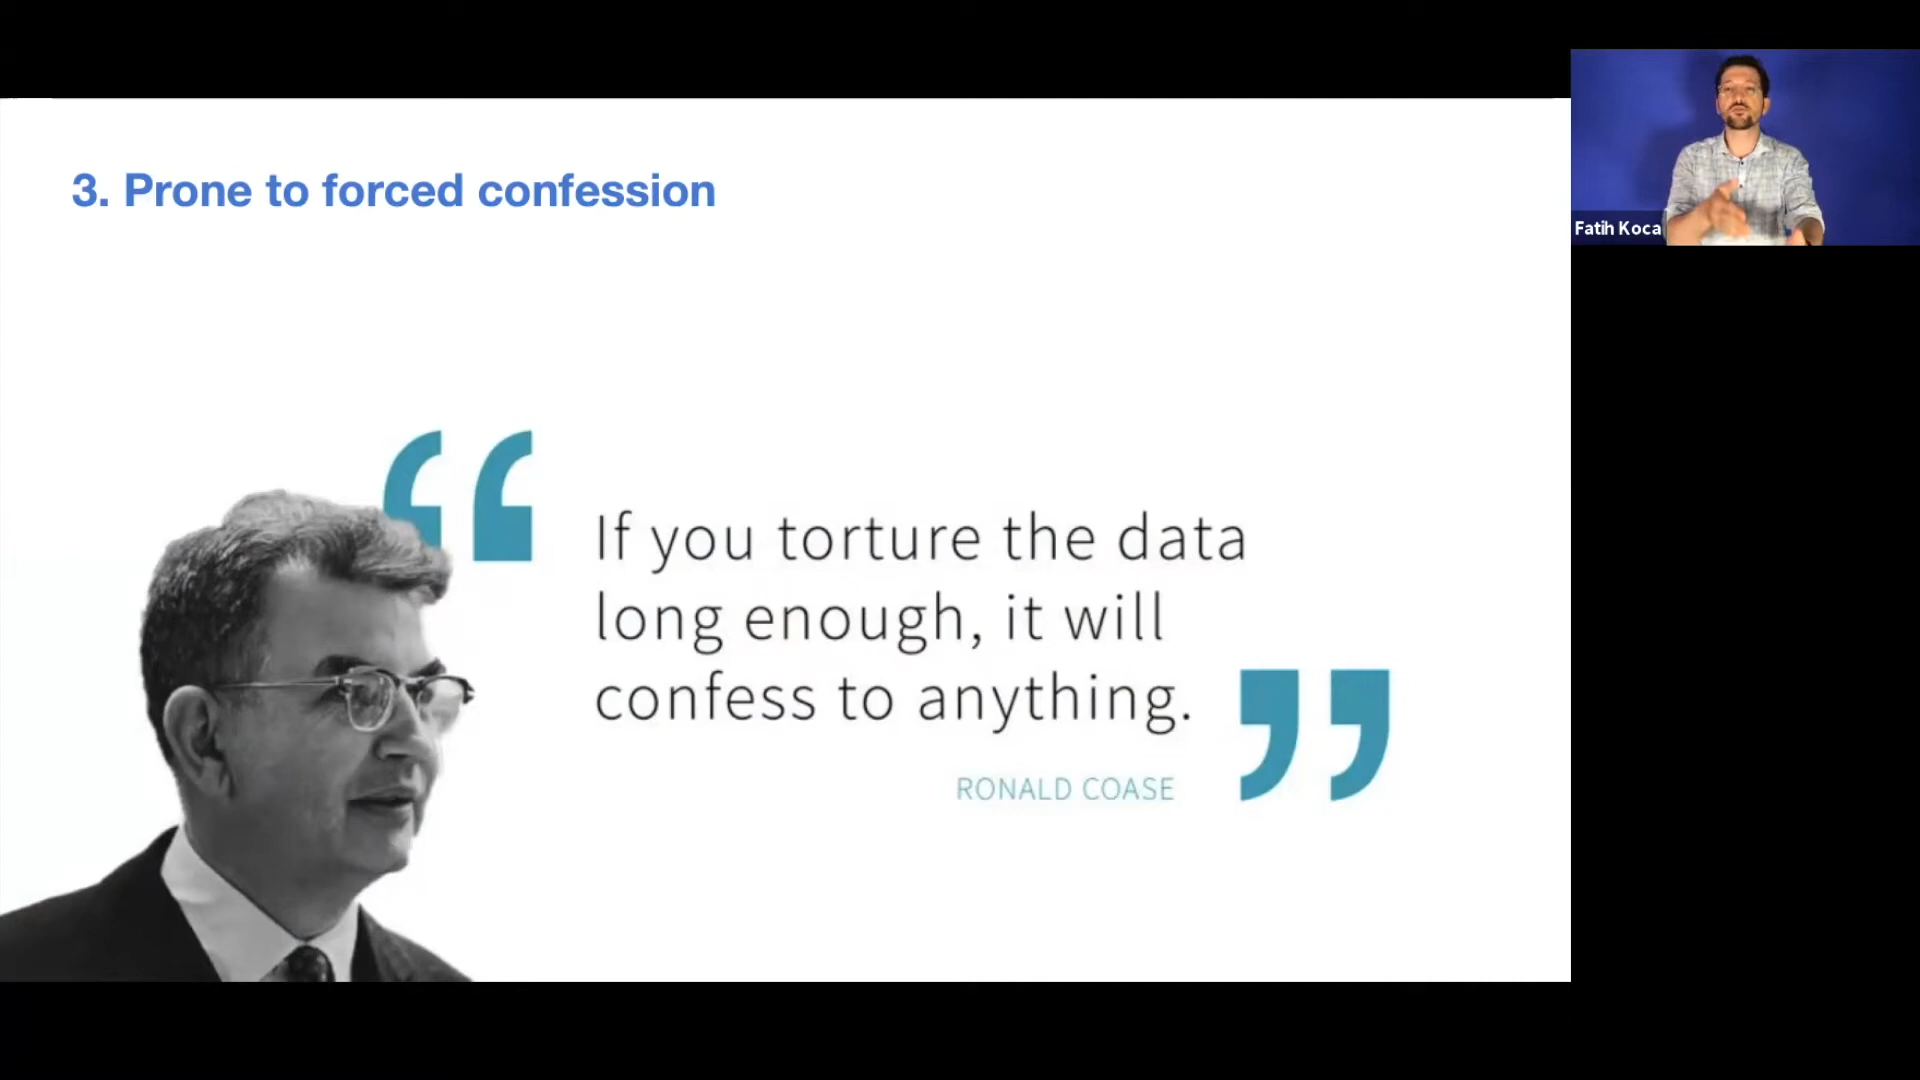 3. Prone to forced confession
Fatih Koca
If you torture the data
long enough, it will
confess to anything.
RONALD COASE